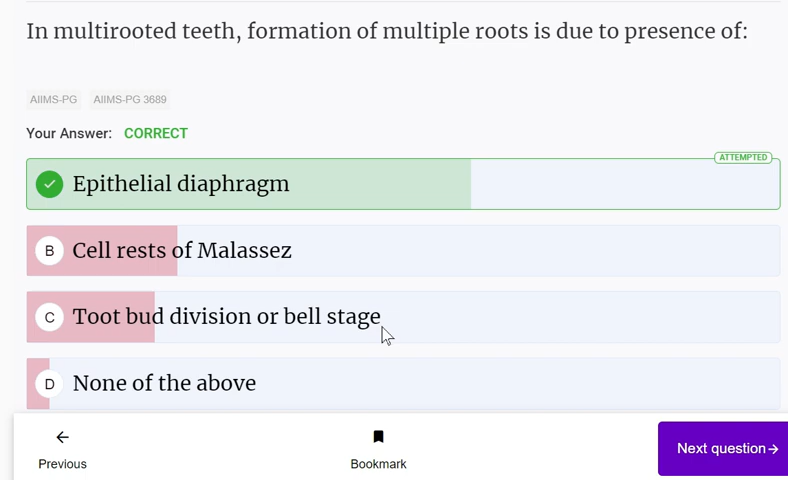 In multirooted teeth, formation of multiple roots is due to presence of:
AIIMS-PG AIIMS-PG 3689
Your Answer: CORRECT
ATTEMPTED
Epithelial diaphragm
B Cell rests of Malassez
C Toot bud division or bell stage
D None of the above
Previous Bookmark Next question